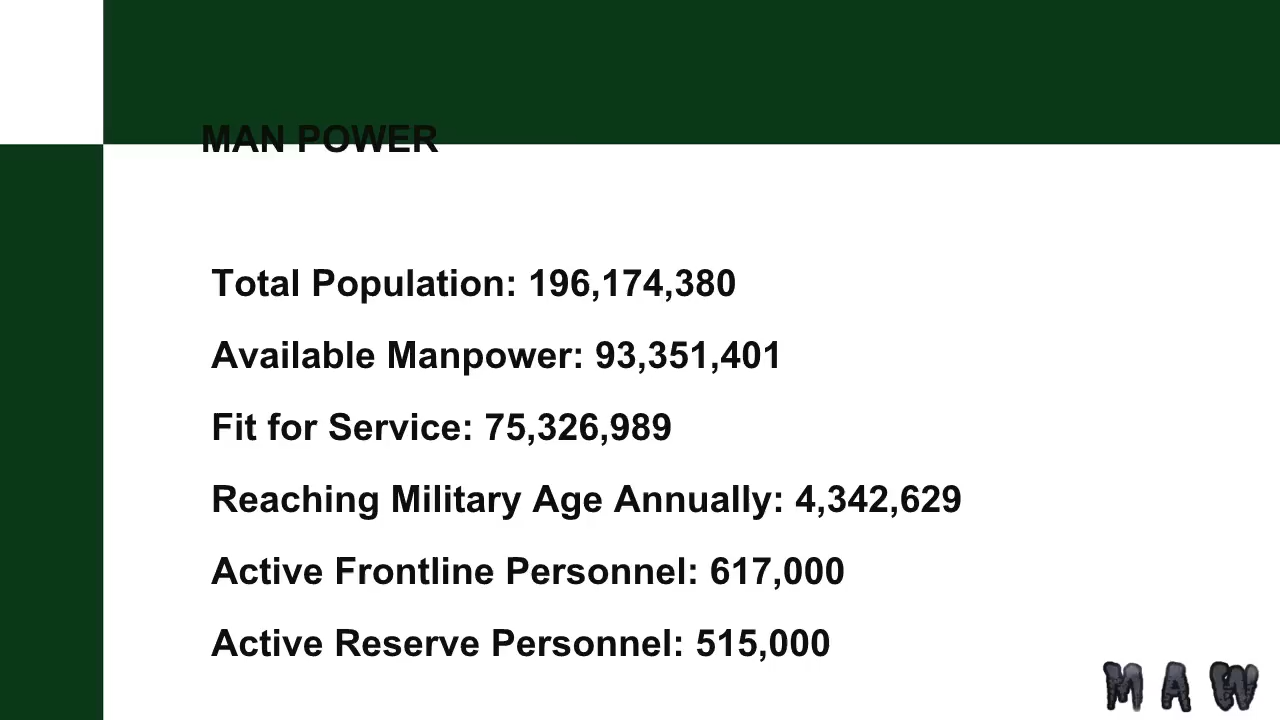 MAN POWER
Total Population: 196,174,380
Available Manpower: 93,351,401
Fit for Service: 75,326,989
Reaching Military Age Annually: 4,342,629
Active Frontline Personnel: 617,000
Active Reserve Personnel: 515,000
MAW